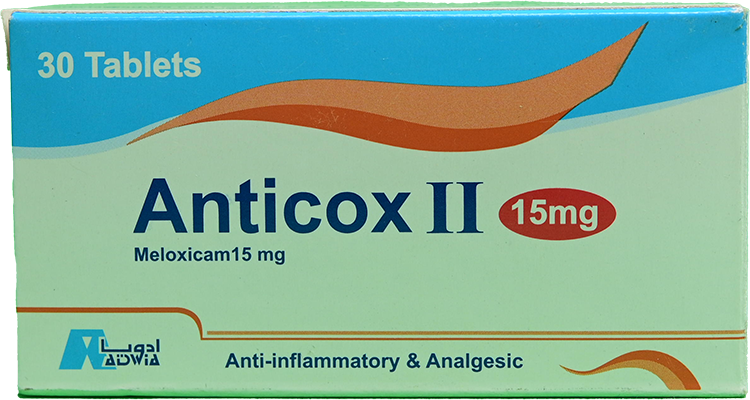 30 Tablets
Anticox II 15mg
Meloxicam15 mg
ادويا
ADWIA
Anti-inflammatory & Analgesic